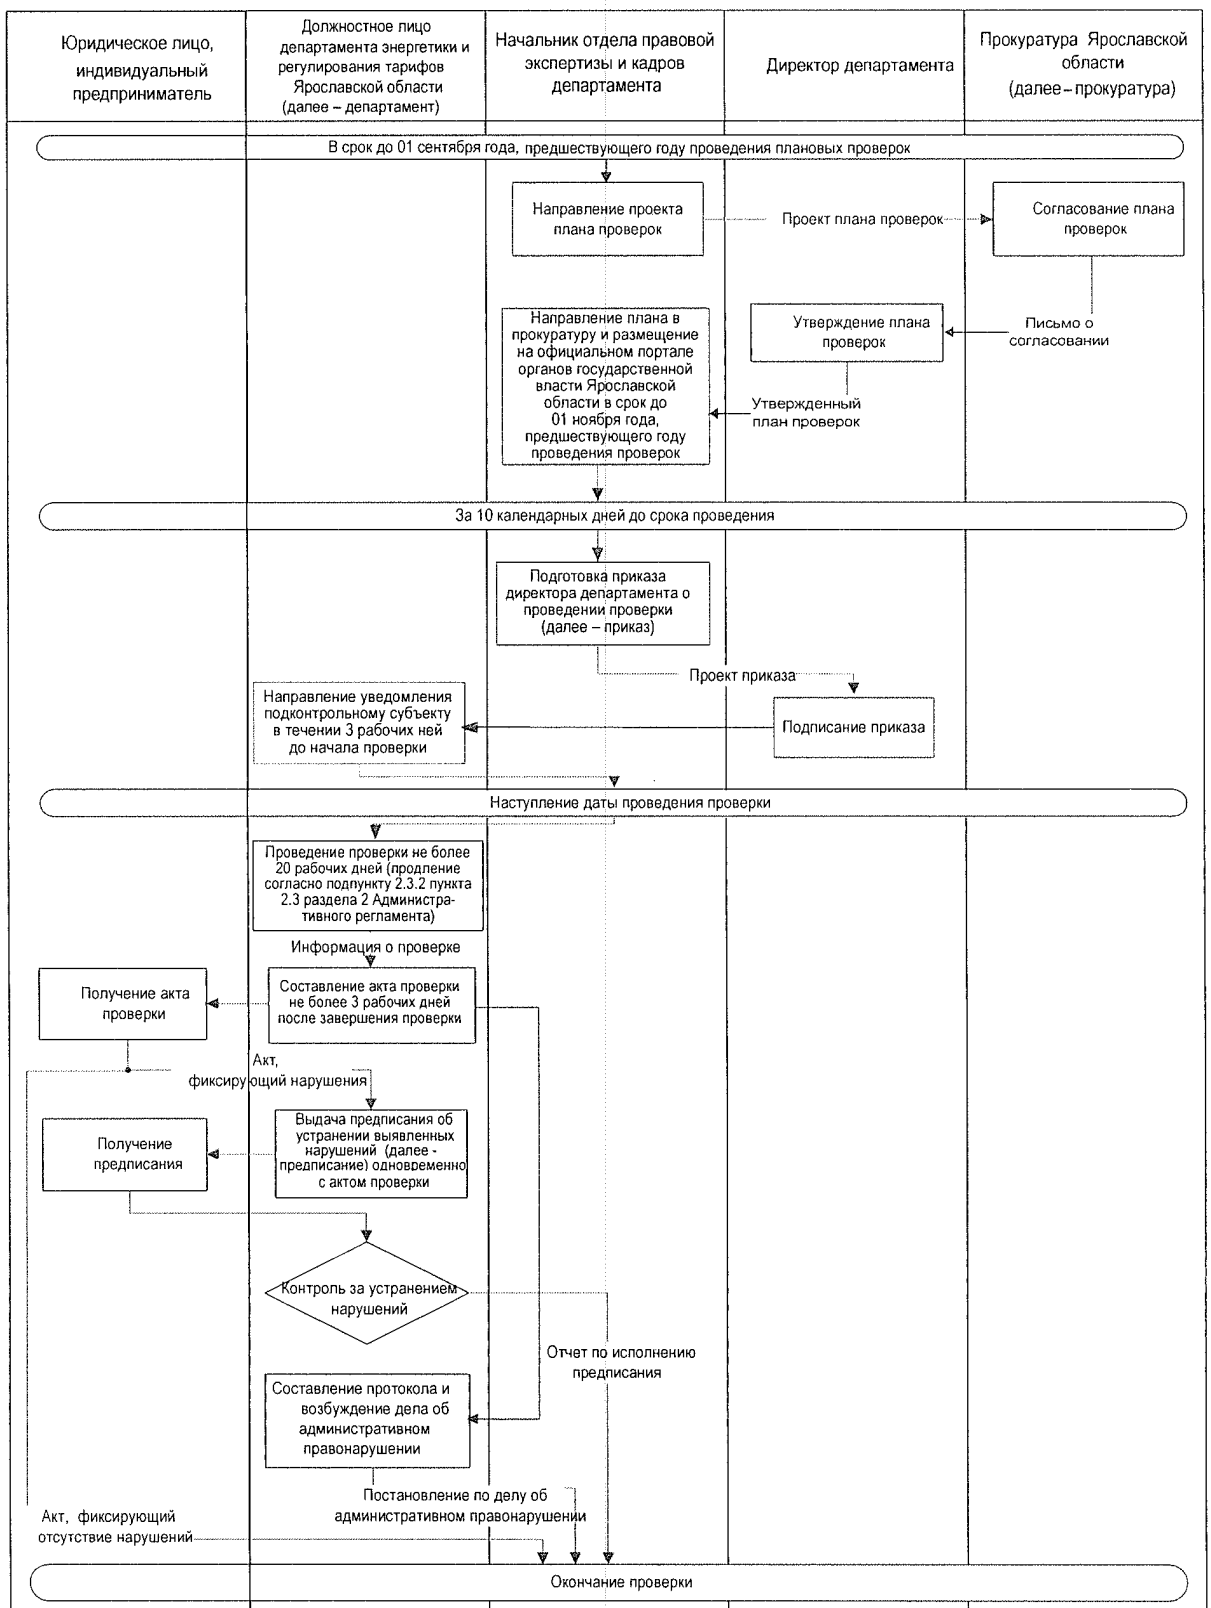 Юридическое лицо,
индивидуальный
предприниматель
Должностное лицо
департамента энергетики и
регулирования тарифов
Ярославской области
(далее – департамент)
Начальник отдела правовой
экспертизы и кадров
департамента
Директор департамента
Прокуратура Ярославской
области
(далее – прокуратура)
В срок до 01 сентября года, предшествующего году проведения плановых проверок
Направление проекта
плана проверок
Проект плана проверок
Согласование плана
проверок
Направление плана в
прокуратуру и размещение
на официальном портале
органов государственной
власти Ярославской
области в срок до
01 ноября года,
предшествующего году
проведения проверок
Утверждение плана
проверок
Письмо о
согласовании
Утвержденный
план проверок
За 10 календарных дней до срока проведения
Подготовка приказа
директора департамента о
проведении проверки
(далее – приказ)
Проект приказа
Направление уведомления
подконтрольному субъекту
в течении 3 рабочих ней
до начала проверки
Подписание приказа
Наступление даты проведения проверки
Проведение проверки не более
20 рабочих дней (продление
согласно подпункту 2.3.2 пункта
2.3 раздела 2 Администра-
тивного регламента)
Информация о проверке
Получение акта
проверки
Составление акта проверки
не более 3 рабочих дней
после завершения проверки
Акт,
фиксирующий нарушения
Получение
предписания
Выдача предписания об
устранении выявленных
нарушений (далее -
предписание) одновременно
с актом проверки
Контроль за устранением
нарушений
Отчет по исполнению
предписания
Составление протокола и
возбуждение дела об
административном
правонарушении
Постановление по делу об
административном правонарушении
Акт, фиксирующий
отсутствие нарушений
Окончание проверки